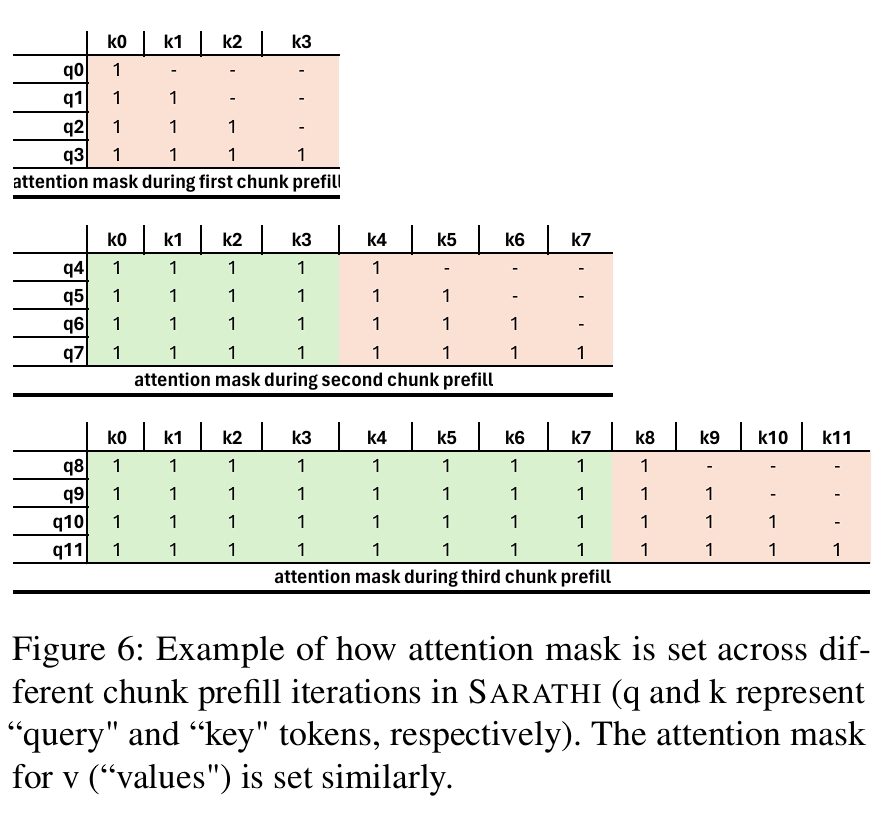 k0 k1 k2 k3
q0 1 - - -
q1 1 1 - -
q2 1 1 1 -
q3 1 1 1 1
attention mask during first chunk prefill
k0 k1 k2 k3 k4 k5 k6 k7
q4 1 1 1 1 1 - - -
q5 1 1 1 1 1 1 - -
q6 1 1 1 1 1 1 1 -
q7 1 1 1 1 1 1 1 1
attention mask during second chunk prefill
k0 k1 k2 k3 k4 k5 k6 k7 k8 k9 k10 k11
q8 1 1 1 1 1 1 1 1 1 - - -
q9 1 1 1 1 1 1 1 1 1 1 - -
q10 1 1 1 1 1 1 1 1 1 1 1 -
q11 1 1 1 1 1 1 1 1 1 1 1 1
attention mask during third chunk prefill
Figure 6: Example of how attention mask is set across dif-
ferent chunk prefill iterations in SARATHI (q and k represent
“query" and “key" tokens, respectively). The attention mask
for v (“values") is set similarly.